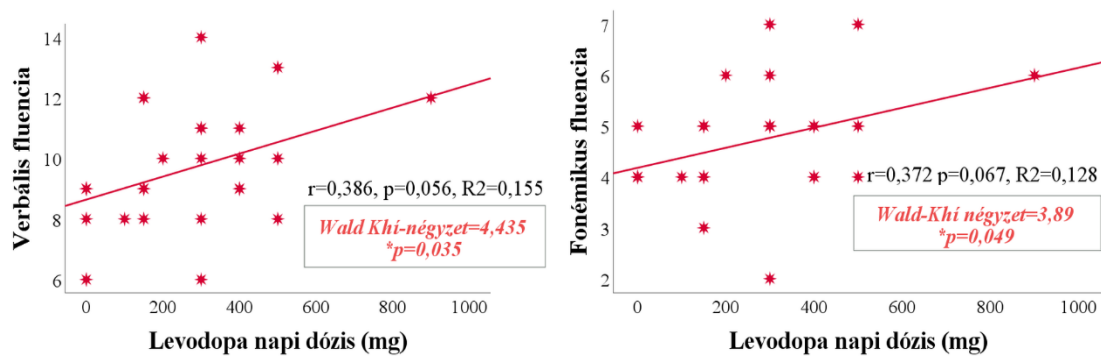 Verbális fluencia
14
12
10
8
6
r=0,386, p=0,056, R2=0,155
Wald Khí-négyzet=4,435
*p=0,035
0 200 400 600 800 1000
Levodopa napi dózis (mg)
Fonémikus fluencia
7
6
5
4
3
2
r=0,372 p=0,067, R2=0,128
Wald-Khí négyzet=3,89
*p=0,049
0 200 400 600 800 1000
Levodopa napi dózis (mg)